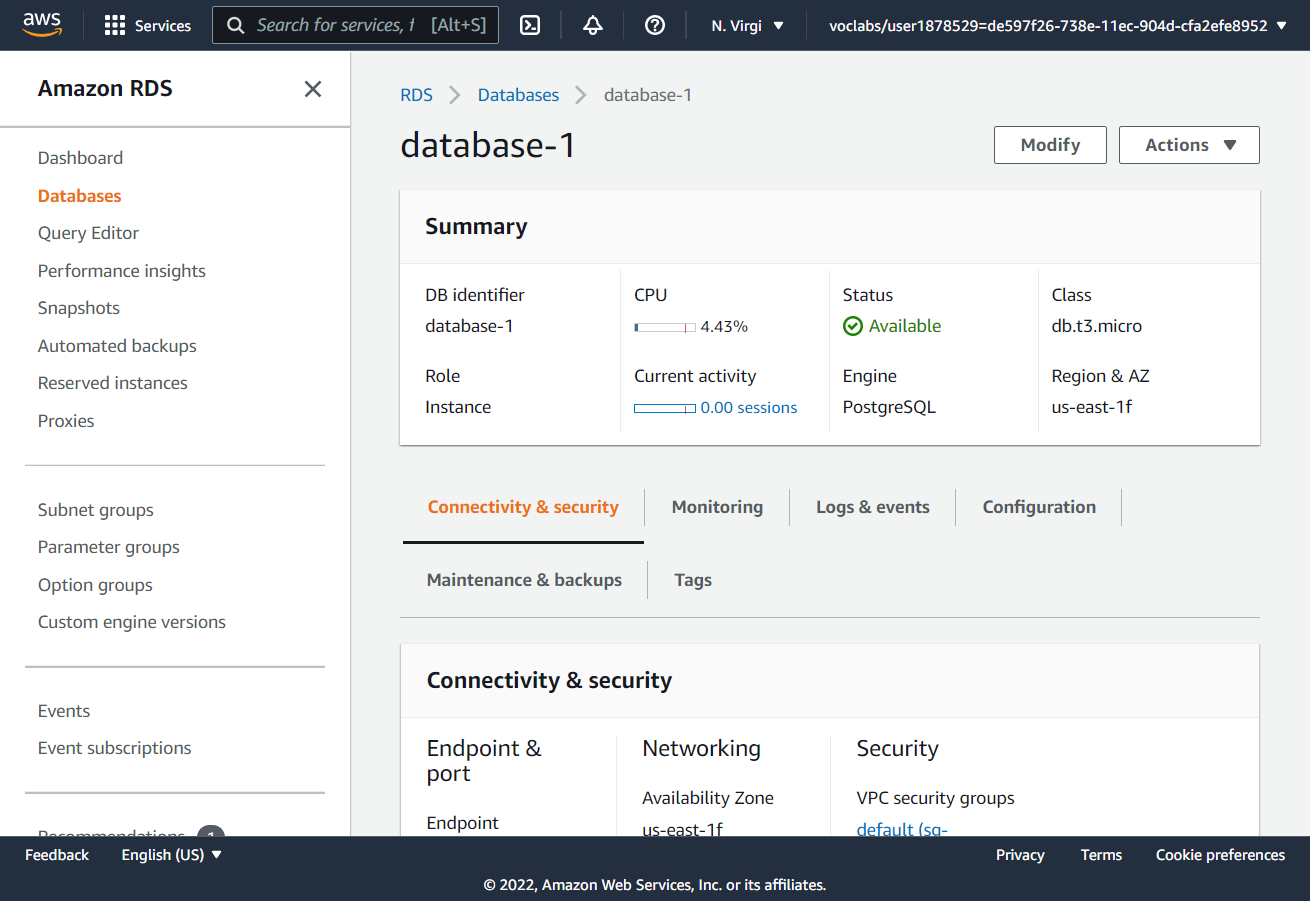 aws
Services
Search for services, f [Alt+S]
N. Virgi
voclabs/user1878529=de597f26-738e-11ec-904d-cfa2efe8952
Amazon RDS
Dashboard
Databases
Query Editor
Performance insights
Snapshots
Automated backups
Reserved instances
Proxies
Subnet groups
Parameter groups
Option groups
Custom engine versions
Events
Event subscriptions
Recommendations 1
RDS
Databases
database-1
database-1
Modify
Actions
Summary
DB identifier
database-1
CPU
4.43%
Status
Available
Class
db.t3.micro
Role
Instance
Current activity
0.00 sessions
Engine
PostgreSQL
Region & AZ
us-east-1f
Connectivity & security
Monitoring
Logs & events
Configuration
Maintenance & backups
Tags
Connectivity & security
Endpoint &
port
Endpoint
Networking
Availability Zone
us-east-1f
Security
VPC security groups
default (sg-
Feedback
English (US)
Privacy
Terms
Cookie preferences
© 2022, Amazon Web Services, Inc. or its affiliates.